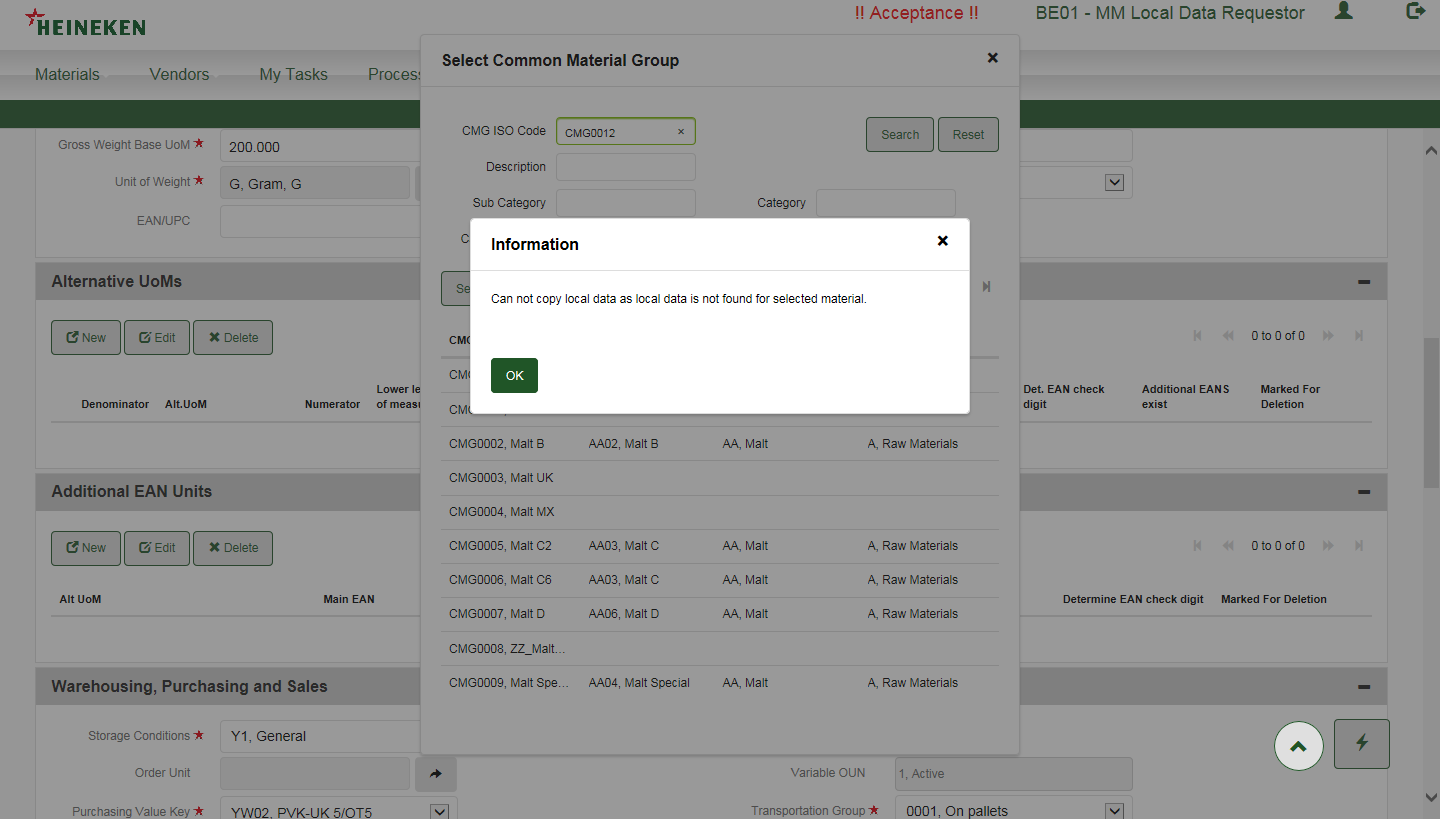 HEINEKEN
!! Acceptance !!
BE01 - MM Local Data Requestor
Materials
Vendors
My Tasks
Process
Select Common Material Group
CMG ISO Code
CMG0012
Search
Reset
Description
Sub Category
Category
Gross Weight Base UoM
200.000
Unit of Weight
G, Gram, G
EAN/UPC
Information
Can not copy local data as local data is not found for selected material.
OK
Alternative UoMs
New
Edit
Delete
0 to 0 of 0
Denominator
Alt.UoM
Numerator
Det. EAN check
digit
Additional EANS
exist
Marked For
Deletion
CMG0002, Malt B
AA02, Malt B
AA, Malt
A, Raw Materials
CMG0003, Malt UK
CMG0004, Malt MX
CMG0005, Malt C2
AA03, Malt C
AA, Malt
A, Raw Materials
CMG0006, Malt C6
AA03, Malt C
AA, Malt
A, Raw Materials
CMG0007, Malt D
AA06, Malt D
AA, Malt
A, Raw Materials
CMG0008, ZZ_Malt...
CMG0009, Malt Spe...
AA04, Malt Special
AA, Malt
A, Raw Materials
Additional EAN Units
New
Edit
Delete
0 to 0 of 0
Alt UoM
Main EAN
Determine EAN check digit
Marked For Deletion
Warehousing, Purchasing and Sales
Storage Conditions
Y1, General
Order Unit
Variable OUN
1, Active
Purchasing Value Key
YW02, PVK-UK 5/OT5
Transportation Group
0001, On pallets